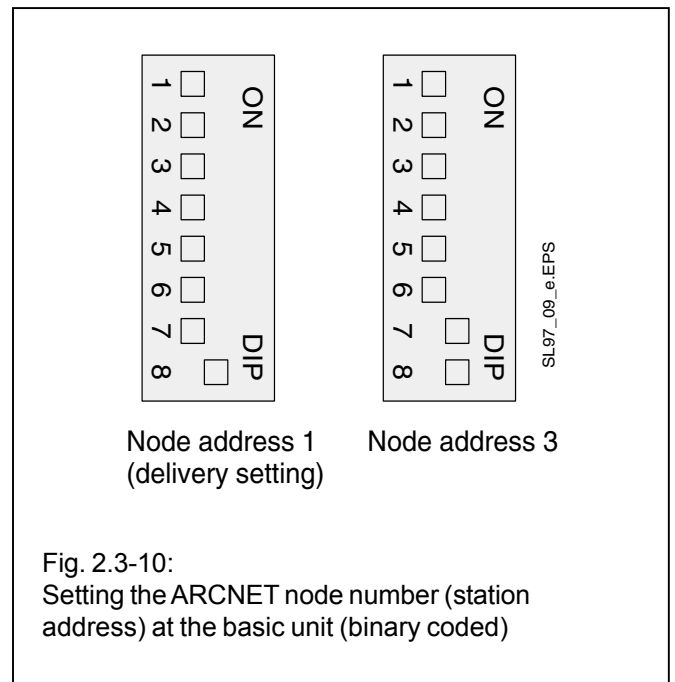 1
2
3
4
5
6
7
8
ON
DIP
1
2
3
4
5
6
7
8
ON
DIP
SL97_09_e.EPS
Node address 1
(delivery setting)
Node address 3
Fig. 2.3-10:
Setting the ARCNET node number (station
address) at the basic unit (binary coded)